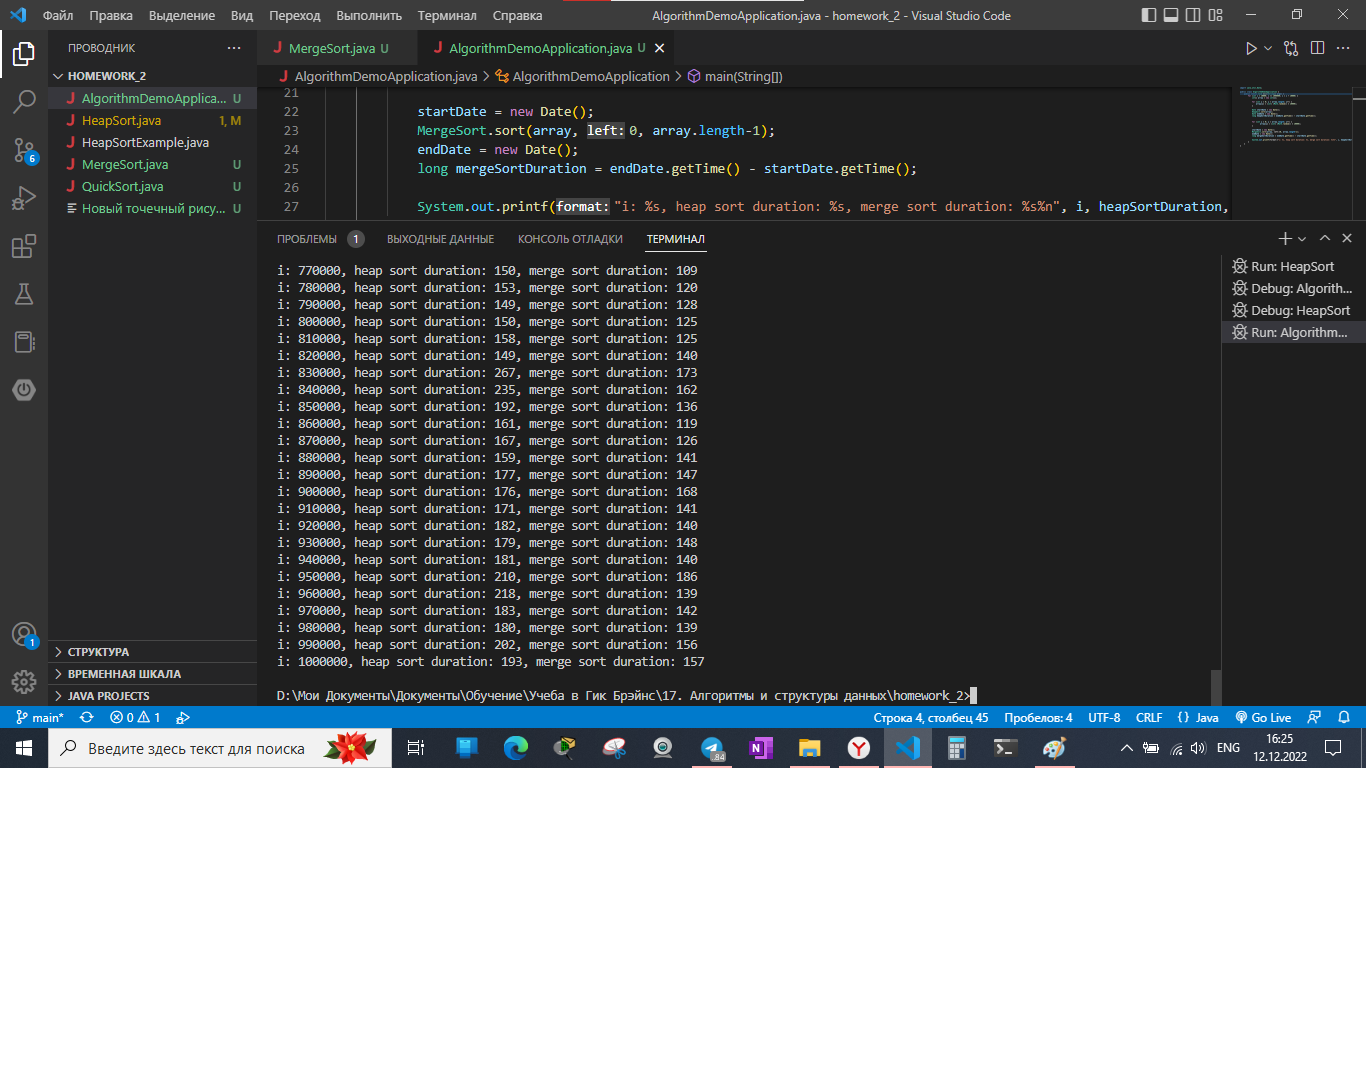 Файл Правка Выделение Вид Переход Выполнить Терминал Справка AlgorithmDemoApplication.java - homework_2 - Visual Studio Code
ПРОВОДНИК ···
HOMEWORK_2
AlgorithmDemoApplica... U
HeapSort.java 1, M
HeapSortExample.java
MergeSort.java U
QuickSort.java U
Новый точечный рису... U
СТРУКТУРА
ВРЕМЕННАЯ ШКАЛА
JAVA PROJECTS
6
1
MergeSort.java U AlgorithmDemoApplication.java U
AlgorithmDemoApplication.java > AlgorithmDemoApplication > main(String[])
21
22 startDate = new Date();
23 MergeSort.sort(array, left: 0, array.length-1);
24 endDate = new Date();
25 long mergeSortDuration = endDate.getTime() - startDate.getTime();
26
27 System.out.printf(format: "i: %s, heap sort duration: %s, merge sort duration: %s%n", i, heapSortDuration,
ПРОБЛЕМЫ 1 ВЫХОДНЫЕ ДАННЫЕ КОНСОЛЬ ОТЛАДКИ ТЕРМИНАЛ
i: 770000, heap sort duration: 150, merge sort duration: 109
i: 780000, heap sort duration: 153, merge sort duration: 120
i: 790000, heap sort duration: 149, merge sort duration: 128
i: 800000, heap sort duration: 150, merge sort duration: 125
i: 810000, heap sort duration: 158, merge sort duration: 125
i: 820000, heap sort duration: 149, merge sort duration: 140
i: 830000, heap sort duration: 267, merge sort duration: 173
i: 840000, heap sort duration: 235, merge sort duration: 162
i: 850000, heap sort duration: 192, merge sort duration: 136
i: 860000, heap sort duration: 161, merge sort duration: 119
i: 870000, heap sort duration: 167, merge sort duration: 126
i: 880000, heap sort duration: 159, merge sort duration: 141
i: 890000, heap sort duration: 177, merge sort duration: 147
i: 900000, heap sort duration: 176, merge sort duration: 168
i: 910000, heap sort duration: 171, merge sort duration: 141
i: 920000, heap sort duration: 182, merge sort duration: 140
i: 930000, heap sort duration: 179, merge sort duration: 148
i: 940000, heap sort duration: 181, merge sort duration: 140
i: 950000, heap sort duration: 210, merge sort duration: 186
i: 960000, heap sort duration: 218, merge sort duration: 139
i: 970000, heap sort duration: 183, merge sort duration: 142
i: 980000, heap sort duration: 180, merge sort duration: 139
i: 990000, heap sort duration: 202, merge sort duration: 156
i: 1000000, heap sort duration: 193, merge sort duration: 157
D:\Мои Документы\Документы\Обучение\Учеба в Гик Брэйнс\17. Алгоритмы и структуры данных\homework_2>
Run: HeapSort
Debug: Algorith...
Debug: HeapSort
Run: Algorithm...
main* 0 1 Строка 4, столбец 45 Пробелов: 4 UTF-8 CRLF {} Java Go Live
Введите здесь текст для поиска 84 ENG 16:25
12.12.2022